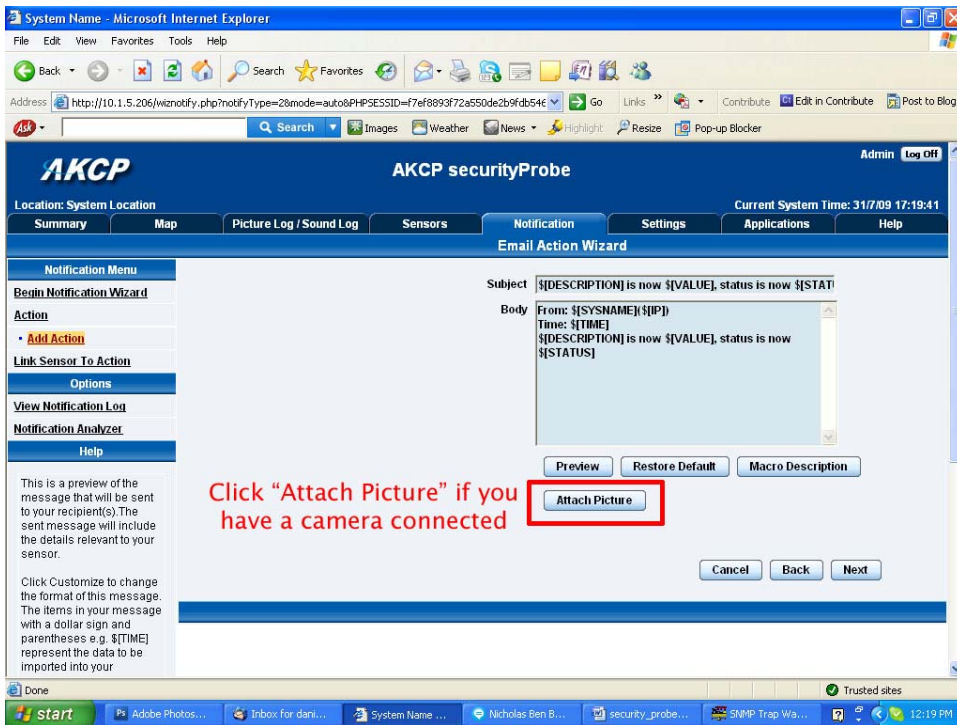 System Name - Microsoft Internet Explorer
File Edit View Favorites Tools Help
Back Search Favorites
Address http://10.1.5.206/wiznotify.php?notifyType=28mode=auto&PHPSESSID=f7ef8893f72a550de2b9fdb54 Go Links » Contribute Edit in Contribute Post to Blog
Ask Search Images Weather News Highlight Resize Pop-up Blocker
AKCP
AKCP securityProbe
Admin Log Off
Location: System Location
Current System Time: 31/7/09 17:19:41
Summary Map Picture Log / Sound Log Sensors Notification Settings Applications Help
Email Action Wizard
Notification Menu
Begin Notification Wizard
Action
Add Action
Link Sensor To Action
Options
View Notification Log
Notification Analyzer
Help
This is a preview of the
message that will be sent
to your recipient(s).The
sent message will include
the details relevant to your
sensor.
Click Customize to change
the format of this message.
The items in your message
with a dollar sign and
parentheses e.g. $[TIME]
represent the data to be
imported into your
Subject $[DESCRIPTION] is now $[VALUE], status is now $[STAT
Body From: $[SYSNAME]($[IP])
Time: $[TIME]
$[DESCRIPTION] is now $[VALUE], status is now
$[STATUS]
Preview Restore Default Macro Description
Attach Picture
Click “Attach Picture” if you
have a camera connected
Cancel Back Next
Done Trusted sites
start Adobe Photos... Inbox for dani... System Name ... Nicholas Ben B... security_probe... SNMP Trap Wa... 12:19 PM